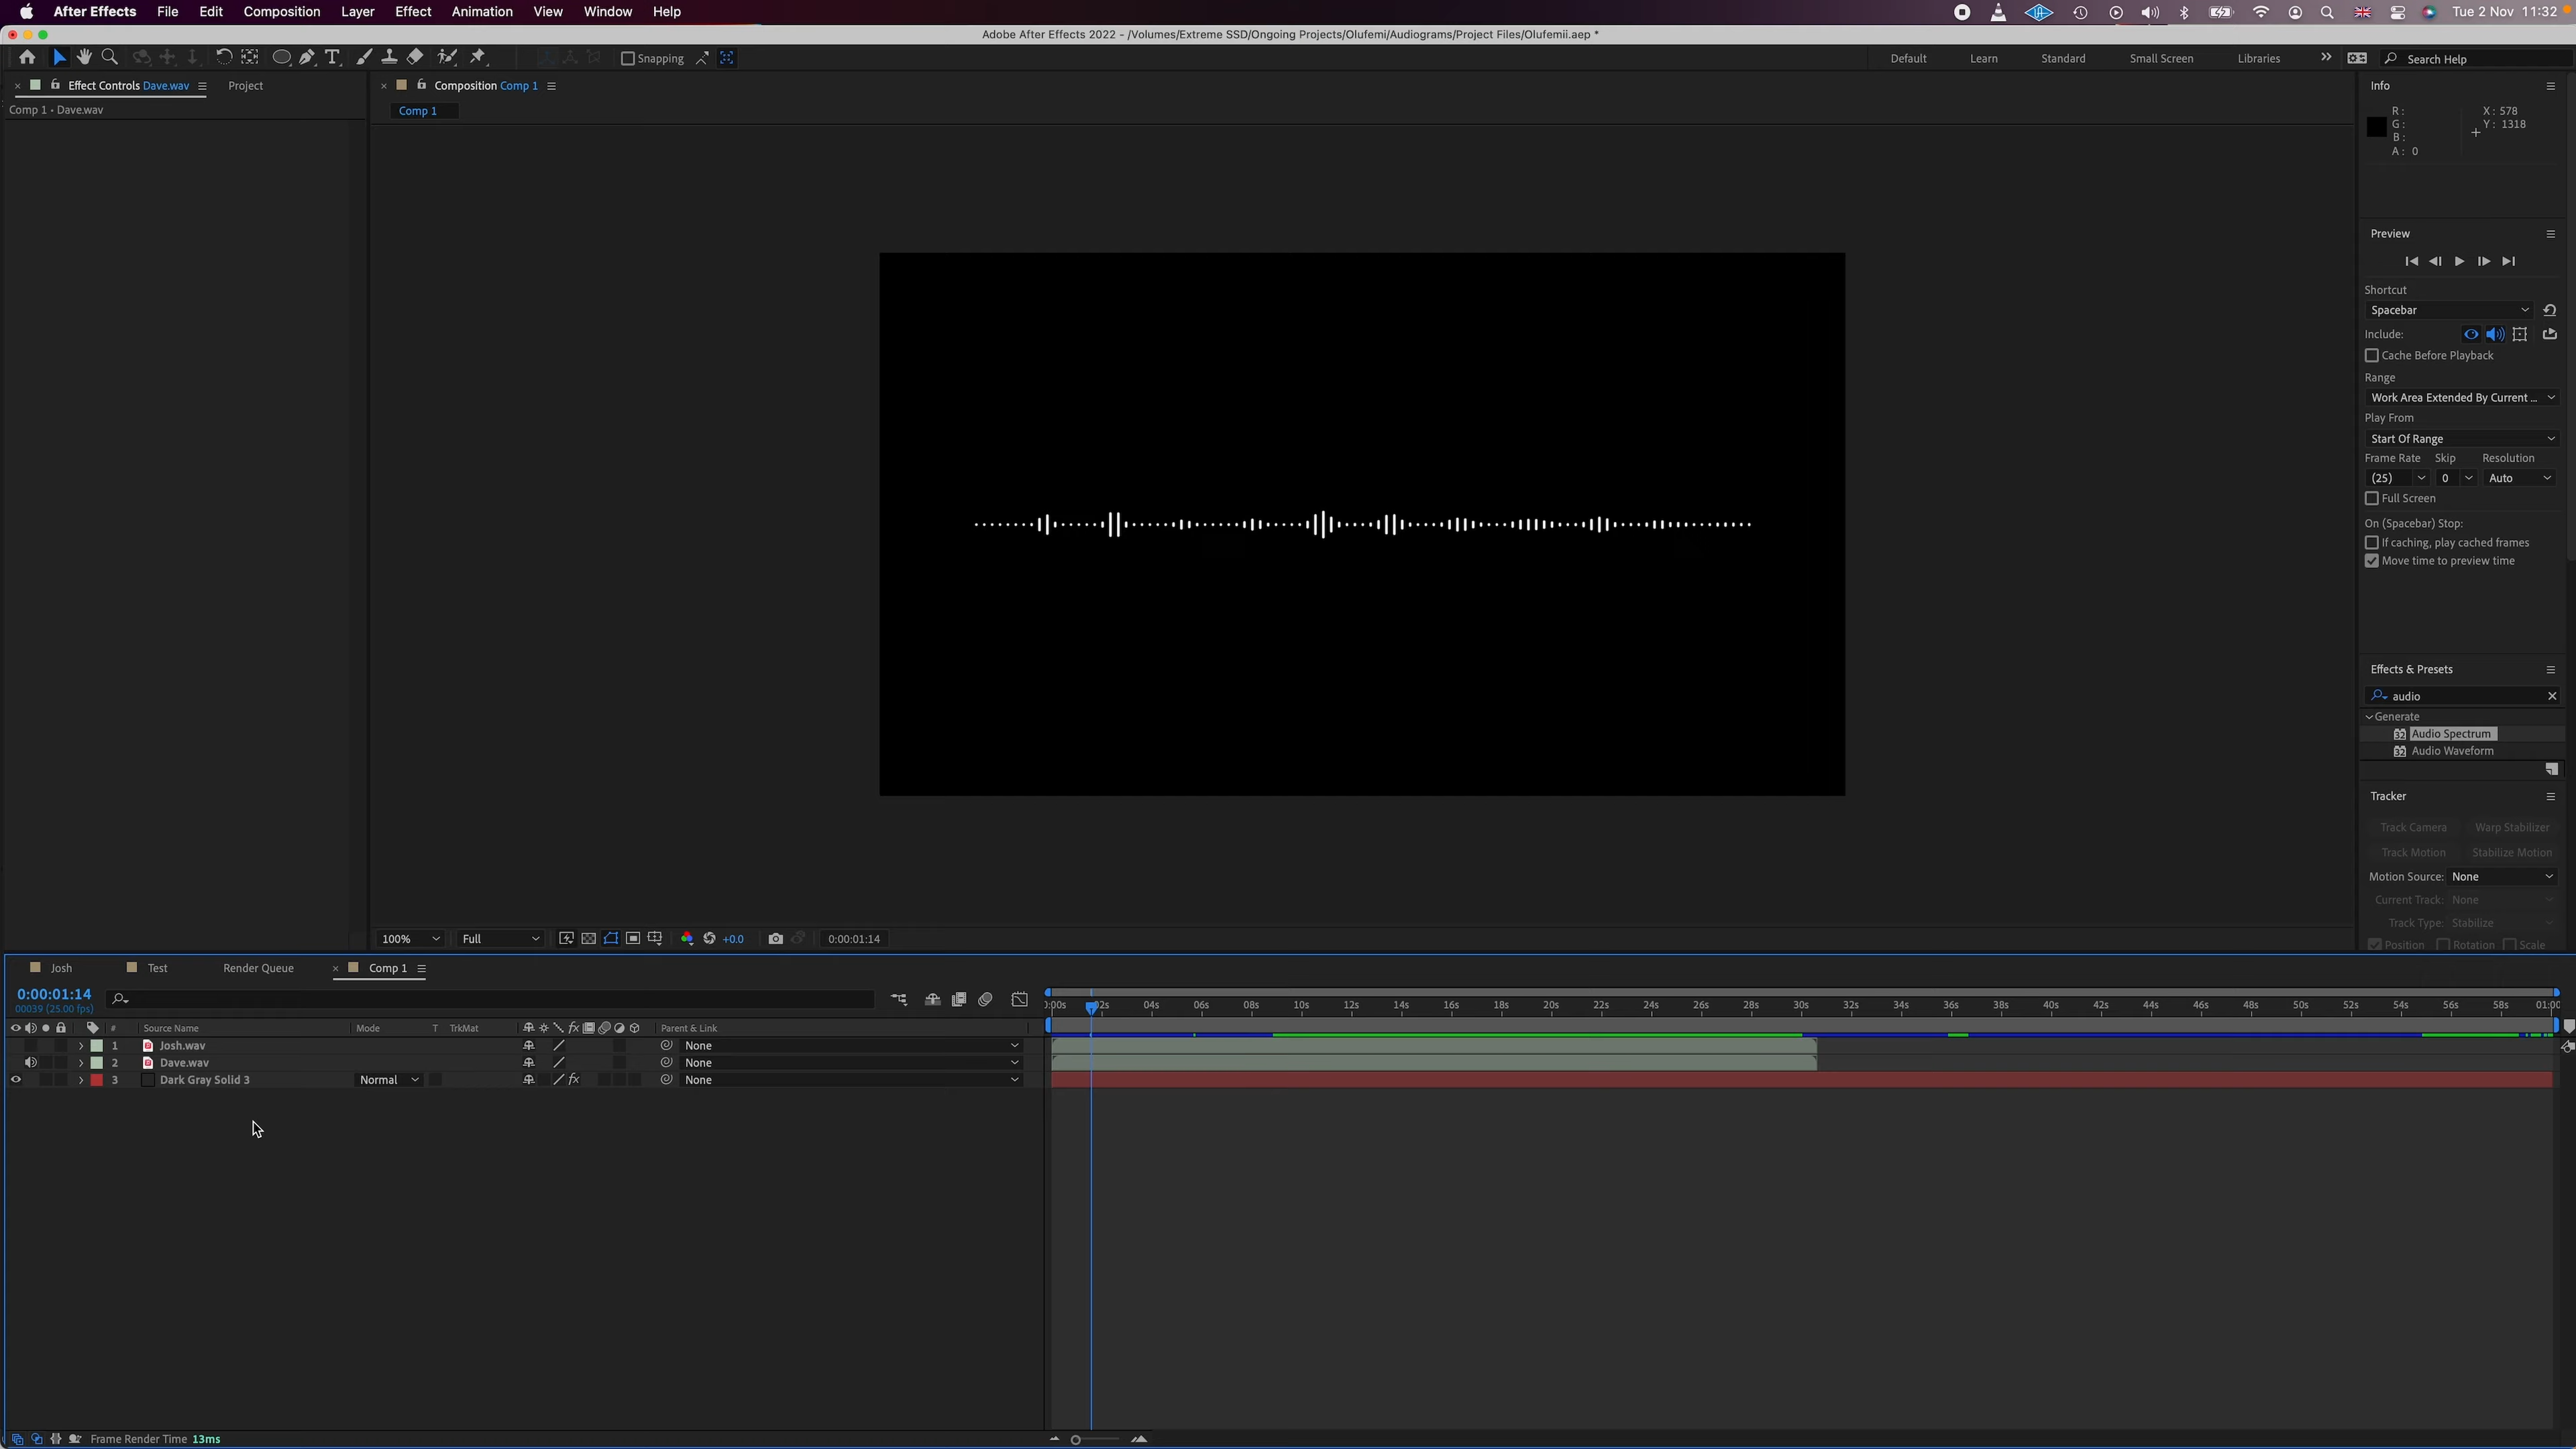 After Effects File Edit Composition Layer Effect Animation View Window Help Tue 2 Nov 11:32
Adobe After Effects 2022 - /Volumes/Extreme SSD/Ongoing Projects/Olufemi/Audiograms/Project Files/Olufemii.aep *
Snapping Default Learn Standard Small Screen Libraries Search Help
Effect Controls Dave.wav Project
Comp 1 • Dave.wav
Composition Comp 1
Comp 1
Info
R : X : 578
G : Y : 1318
B :
A : 0
Preview
Shortcut
Spacebar
Include:
Cache Before Playback
Range
Work Area Extended By Current ...
Play From
Start Of Range
Frame Rate Skip Resolution
(25) 0 Auto
Full Screen
On (Spacebar) Stop:
If caching, play cached frames
Move time to preview time
Effects & Presets
audio
Generate
32 Audio Spectrum
32 Audio Waveform
Tracker
Track Camera Warp Stabilizer
Track Motion Stabilize Motion
Motion Source: None
Current Track: None
Track Type: Stabilize
Position Rotation Scale
100% Full +0.0 0:00:01:14
Josh Test Render Queue Comp 1
0:00:01:14
00039 (25.00 fps)
):00s 02s 04s 06s 08s 10s 12s 14s 16s 18s 20s 22s 24s 26s 28s 30s 32s 34s 36s 38s 40s 42s 44s 46s 48s 50s 52s 54s 56s 58s 01:00
# Source Name Mode T TrkMat fx Parent & Link
1 Josh.wav None
2 Dave.wav None
3 Dark Gray Solid 3 Normal fx None
Frame Render Time 13ms